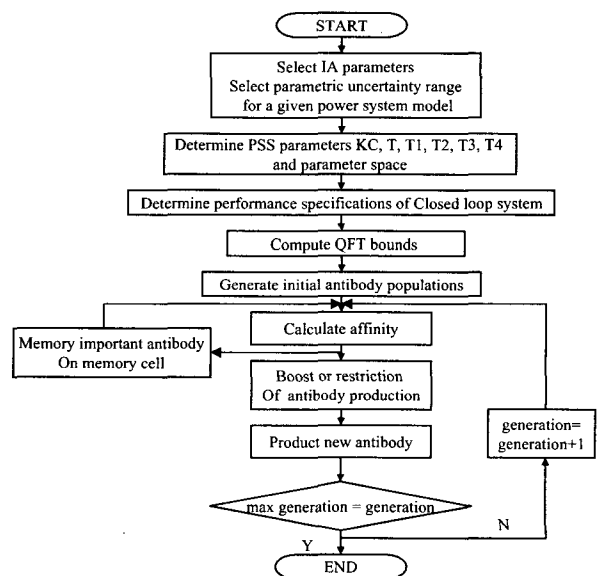 START
Select IA parameters
Select parametric uncertainty range
for a given power system model
Determine PSS parameters KC, T, T1, T2, T3, T4
and parameter space
Determine performance specifications of Closed loop system
Compute QFT bounds
Generate initial antibody populations
Calculate affinity
Memory important antibody
On memory cell
Boost or restriction
Of antibody production
Product new antibody
generation=
generation+1
max generation = generation
N
Y
END